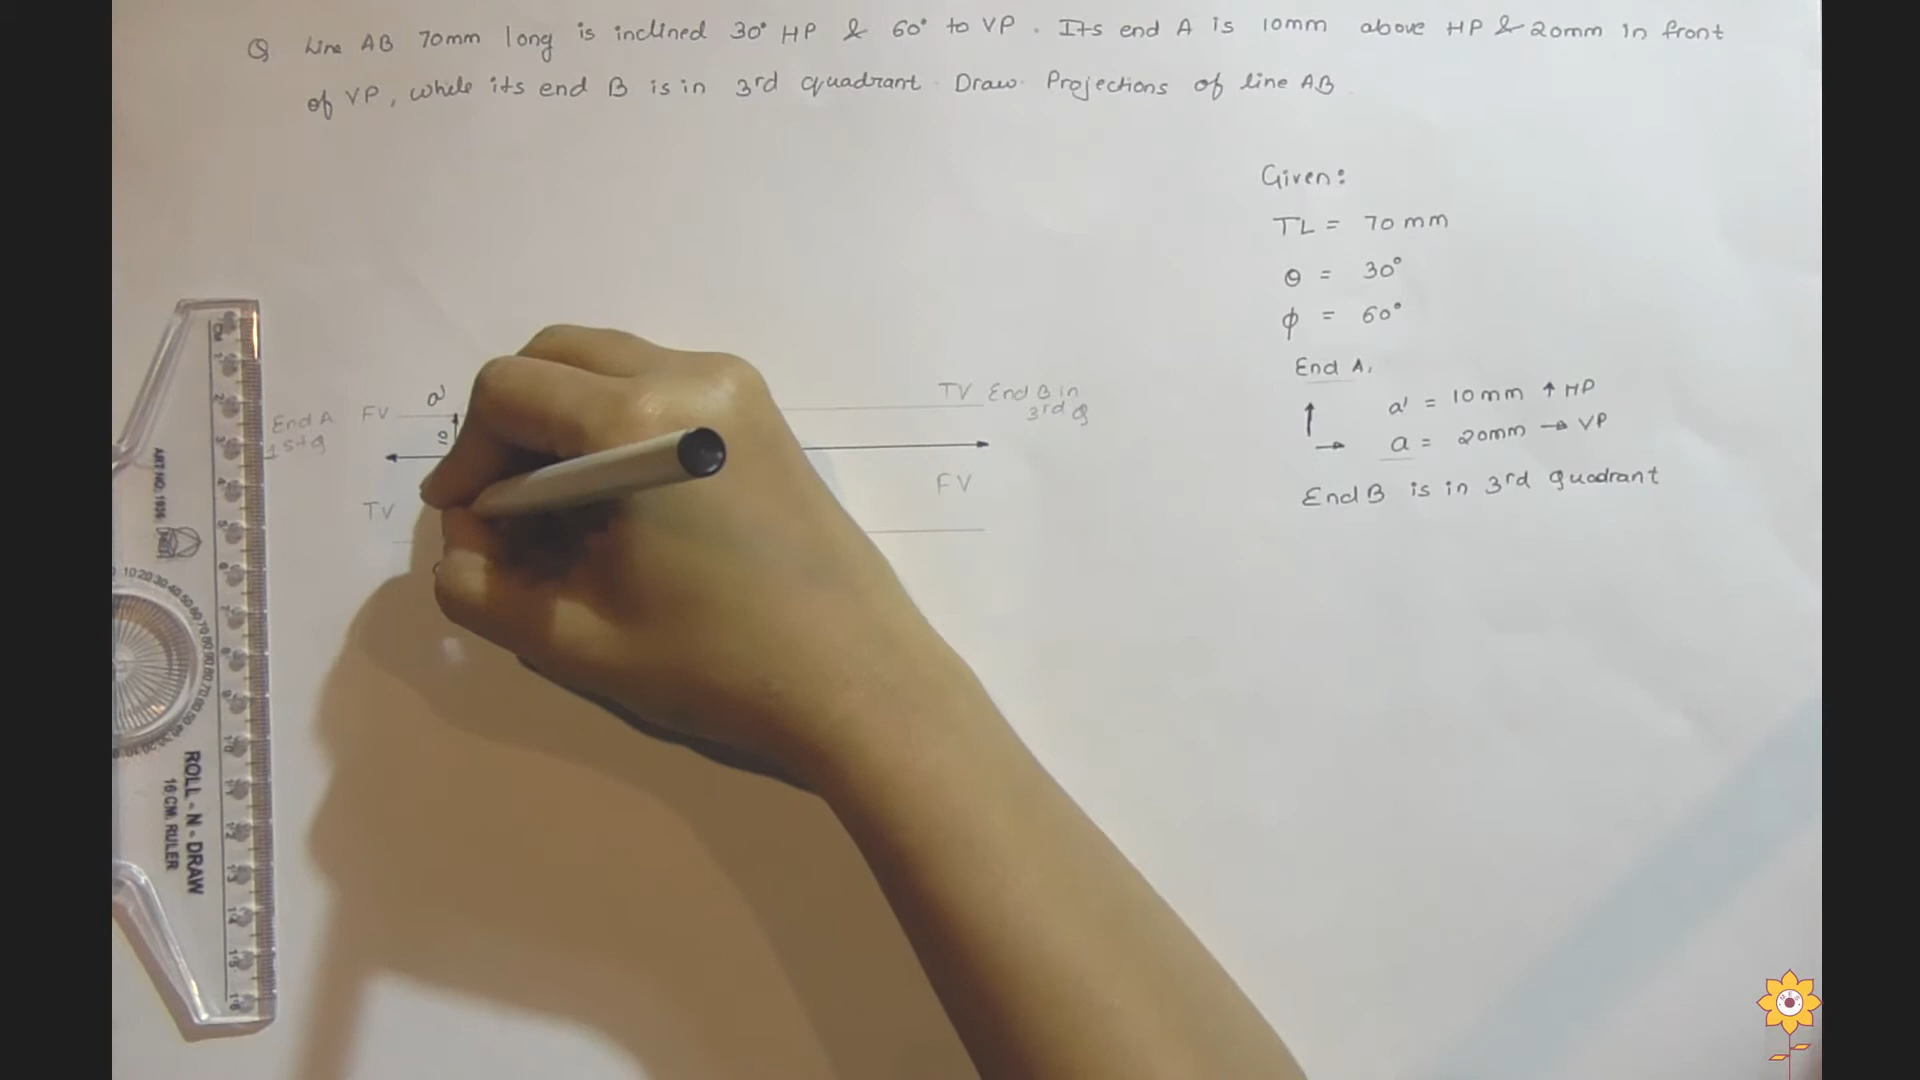 Q Line AB 70mm long is inclined 30° HP & 60° to VP. Its end A is 10mm above HP & 20mm in front
of VP, while its end B is in 3rd quadrant. Draw Projections of line AB
Given:
TL = 70 mm
θ = 30°
ϕ = 60°
End A,
a' = 10mm ↑ HP
a = 20mm → VP
End B is in 3rd quadrant
a'
End A FV
1st q
10
TV
TV End B in
3rd q
FV
ART NO. 1936
ROLL - N - DRAW
16 CM. RULER